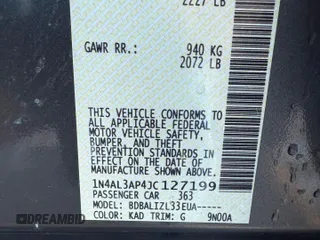 2227 LB
GAWR RR.: 940 KG
2072 LB
THIS VEHICLE CONFORMS TO
ALL APPLICABLE FEDERAL
MOTOR VEHICLE SAFETY,
BUMPER, AND THEFT
PREVENTION STANDARDS IN
EFFECT ON THE DATE OF
MANUFACTURE SHOWN ABOVE.
1N4AL3AP4JC127199
PASSENGER CAR 363
MODEL: BDBALIZL33EUA-----
COLOR: KAD TRIM: G 9N00A
KURTNBID